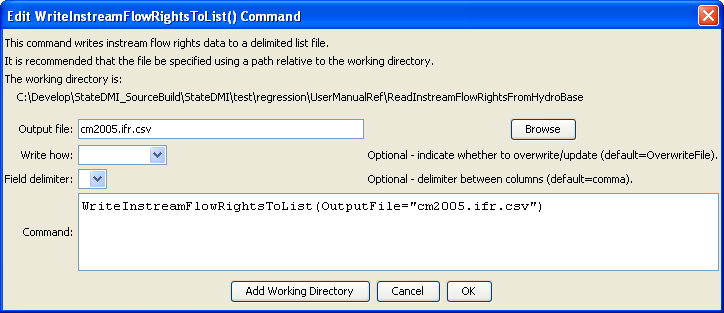 Edit WriteInstreamFlowRightsToList() Command
This command writes instream flow rights data to a delimited list file.
It is recommended that the file be specified using a path relative to the working directory.
The working directory is:
C:\Develop\StateDMI_SourceBuild\StateDMI\test\regression\UserManualRef\ReadInstreamFlowRightsFromHydroBase
Output file: cm2005.ifr.csv Browse
Write how: Optional - indicate whether to overwrite/update (default=OverwriteFile).
Field delimiter: Optional - delimiter between columns (default=comma).
WriteInstreamFlowRightsToList(OutputFile="cm2005.ifr.csv")
Command:
Add Working Directory Cancel OK